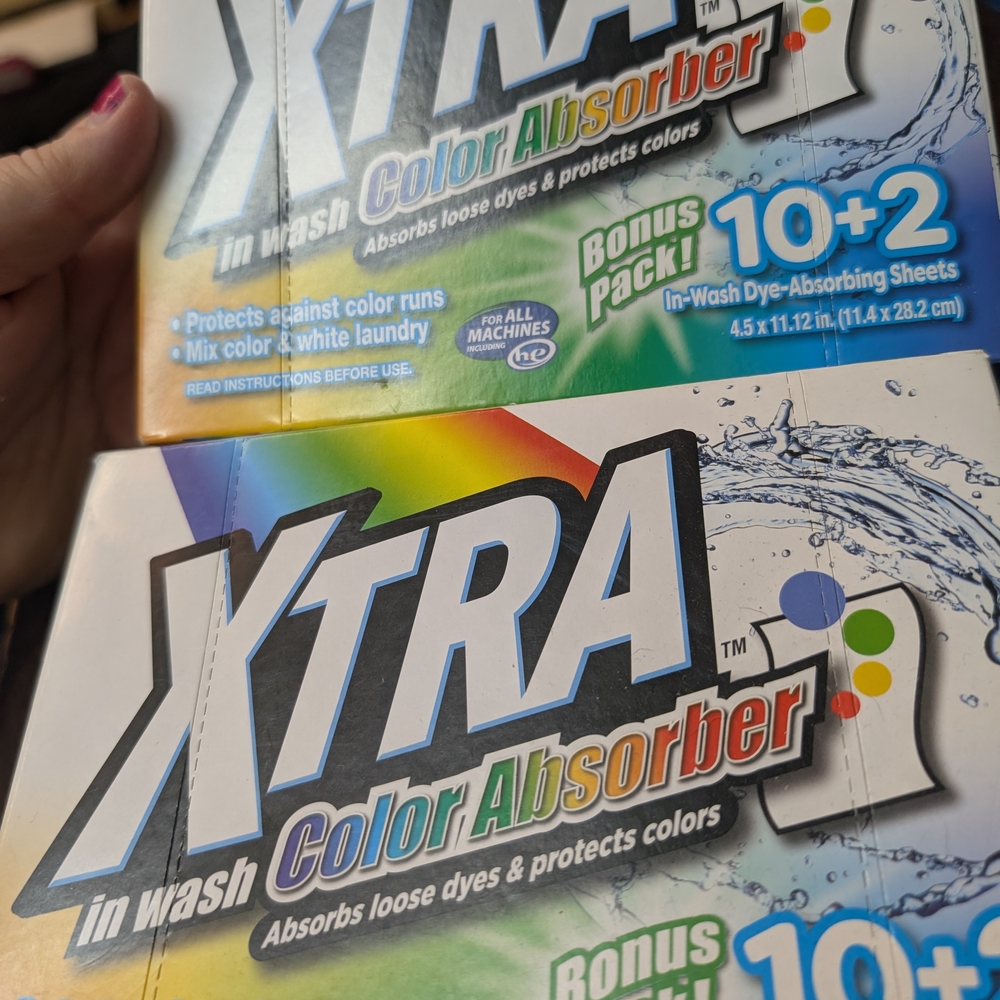 XTRA
TM
in wash Color Absorber
Absorbs loose dyes & protects colors
• Protects against color runs
• Mix color & white laundry
READ INSTRUCTIONS BEFORE USE.
FOR ALL
MACHINES
INCLUDING
he
Bonus
Pack!
10+2
In-Wash Dye-Absorbing Sheets
4.5 x 11.12 in. (11.4 x 28.2 cm)
XTRA
TM
in wash Color Absorber
Absorbs loose dyes & protects colors
Bonus
10+2